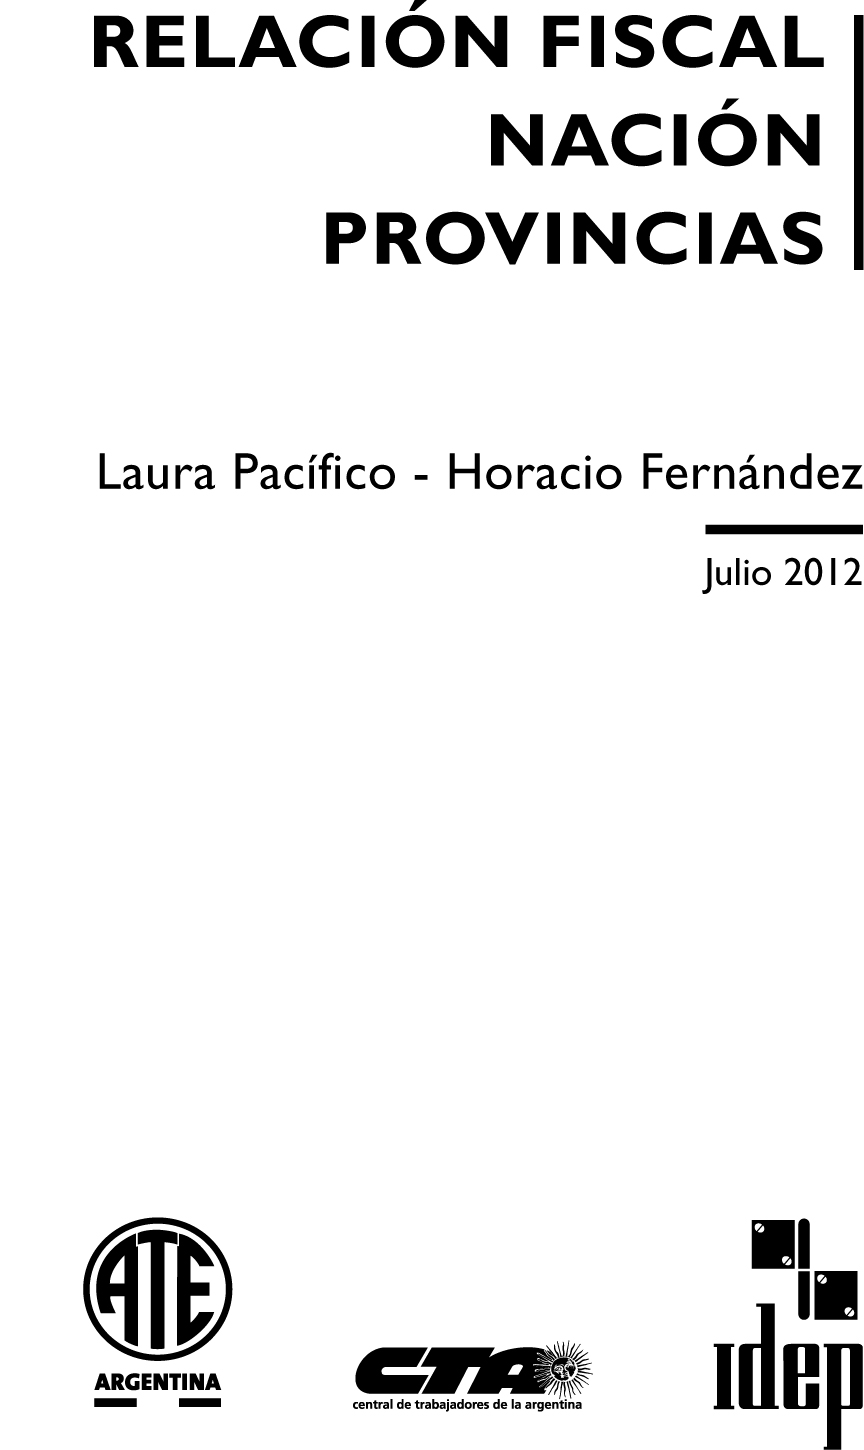 RELACIÓN FISCAL
NACIÓN
PROVINCIAS
Laura Pacífico - Horacio Fernández
Julio 2012
ATE
ARGENTINA
CTA
central de trabajadores de la argentina
idep